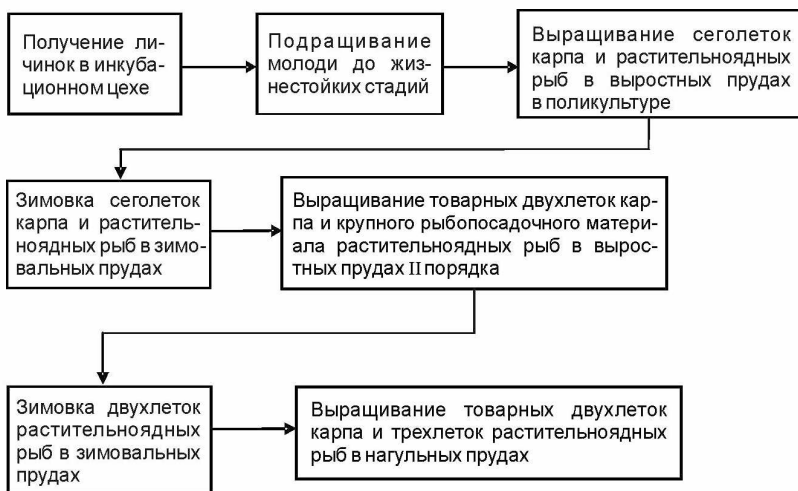 Получение ли-
чинок в инкуба-
ционном цехе
Подращивание
молоди до жиз-
нестойких стадий
Выращивание сеголеток
карпа и растительноядных
рыб в выростных прудах
в поликультуре
Зимовка сеголеток
карпа и раститель-
ноядных рыб в зимо-
вальных прудах
Выращивание товарных двухлеток кар-
па и крупного рыбопосадочного матери-
ала растительноядных рыб в вырос-
тных прудах II порядка
Зимовка двухлеток
растительноядных
рыб в зимовальных
прудах
Выращивание товарных двухлеток
карпа и трехлеток растительноядных
рыб в нагульных прудах